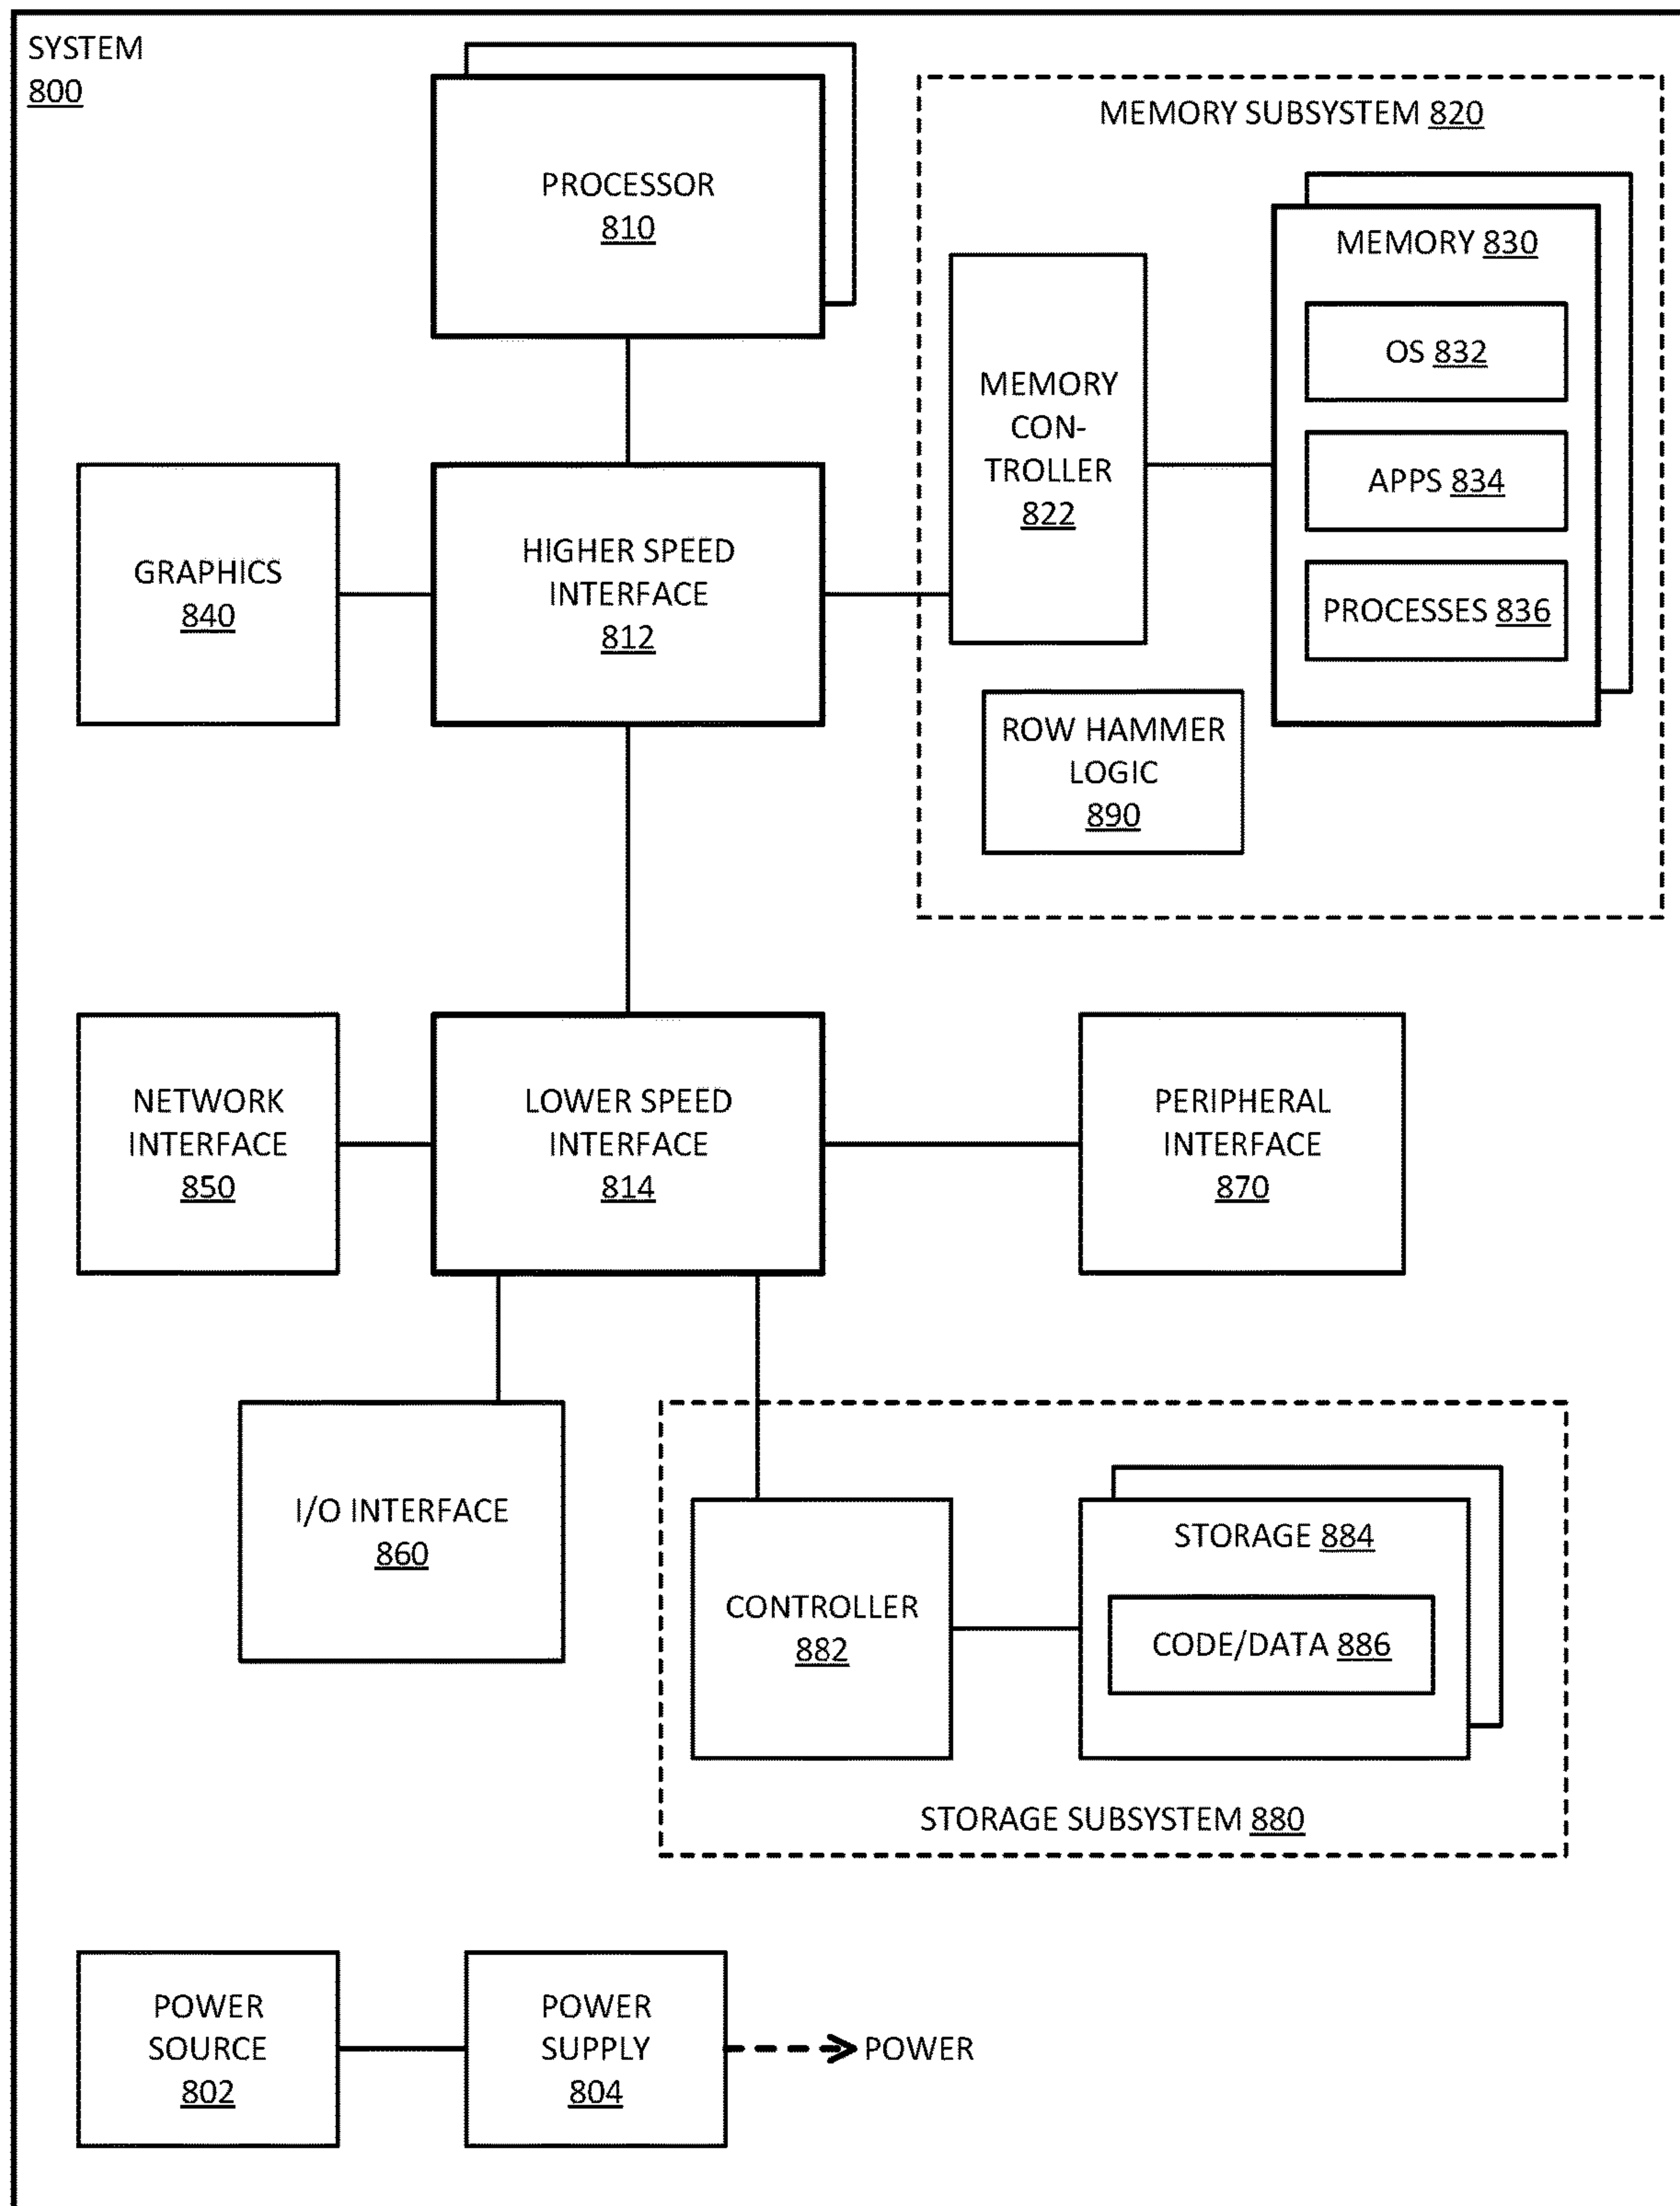 SYSTEM
800
PROCESSOR
810
MEMORY SUBSYSTEM 820
MEMORY 830
OS 832
APPS 834
PROCESSES 836
MEMORY
CON-
TROLLER
822
GRAPHICS
840
HIGHER SPEED
INTERFACE
812
ROW HAMMER
LOGIC
890
NETWORK
INTERFACE
850
LOWER SPEED
INTERFACE
814
PERIPHERAL
INTERFACE
870
I/O INTERFACE
860
CONTROLLER
882
STORAGE 884
CODE/DATA 886
STORAGE SUBSYSTEM 880
POWER
SOURCE
802
POWER
SUPPLY
804
POWER